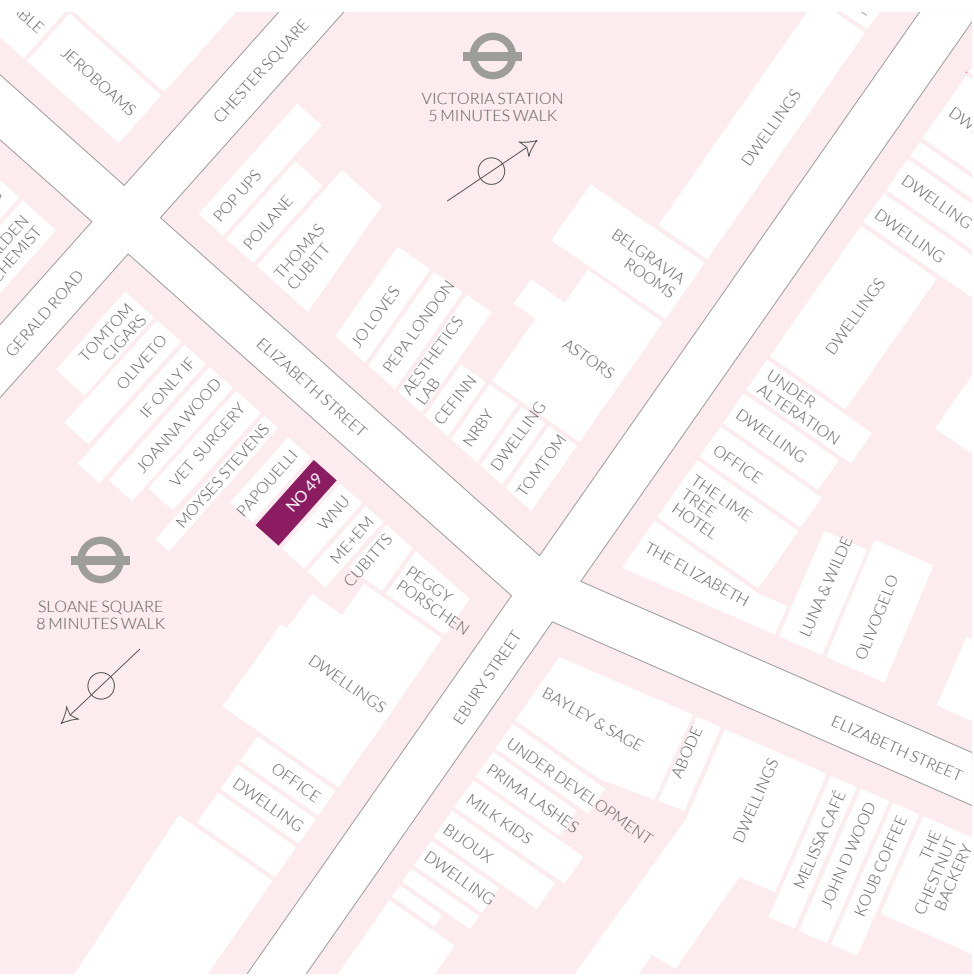 JEROBOAMS
CHESTER SQUARE
VICTORIA STATION
5 MINUTES WALK
DWELLINGS
POP UPS
POILANE
THOMAS
CUBITT
BELGRAVIA
ROOMS
DWELLING
DWELLING
GERALD ROAD
TOMTOM
CIGARS
OLIVETO
IF ONLY IF
JOANNA WOOD
VET SURGERY
MOYSES STEVENS
PAPOUELLI
NO 49
WNU
ME+EM
CUBITTS
PEGGY
PORSCHEN
ELIZABETH STREET
JO LOVES
PEPA LONDON
AESTHETICS
LAB
CEFINN
NRBY
DWELLING
TOMTOM
ASTORS
DWELLINGS
UNDER
ALTERATION
DWELLING
OFFICE
THE LIME
TREE
HOTEL
THE ELIZABETH
LUNA & WILDE
OLIVOGELO
SLOANE SQUARE
8 MINUTES WALK
DWELLINGS
OFFICE
DWELLING
EBURY STREET
BAYLEY & SAGE
ABODE
UNDER DEVELOPMENT
PRIMA LASHES
MILK KIDS
BIJOUX
DWELLING
DWELLINGS
ELIZABETH STREET
MELISSA CAFÉ
JOHN D WOOD
KOUB COFFEE
THE
CHESTNUT
BACKERY